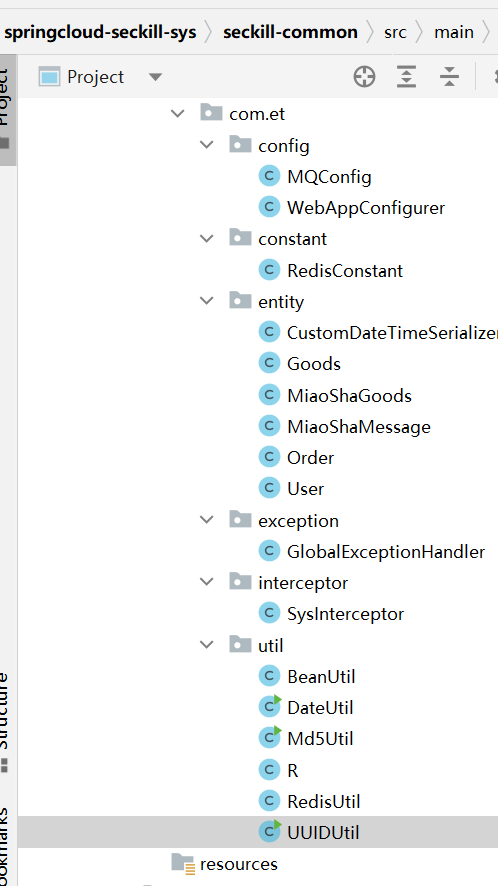 springcloud-seckill-sys seckill-common src main
Project
Project
com.et
config
MQConfig
WebAppConfigurer
constant
RedisConstant
entity
CustomDateTimeSerialize
Goods
MiaoShaGoods
MiaoShaMessage
Order
User
exception
GlobalExceptionHandler
interceptor
SysInterceptor
util
BeanUtil
DateUtil
Md5Util
R
RedisUtil
UUIDUtil
resources
Structure
ookmarks